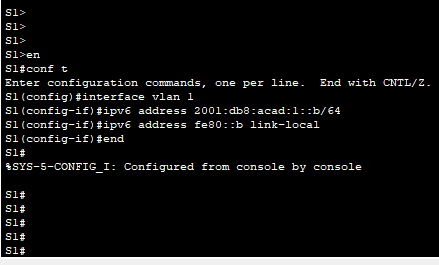 S1>
S1>
S1>
S1>en
S1#conf t
Enter configuration commands, one per line.  End with CNTL/Z.
S1(config)#interface vlan 1
S1(config-if)#ipv6 address 2001:db8:acad:1::b/64
S1(config-if)#ipv6 address fe80::b link-local
S1(config-if)#end
S1#
%SYS-5-CONFIG_I: Configured from console by console
S1#
S1#
S1#
S1#
S1#